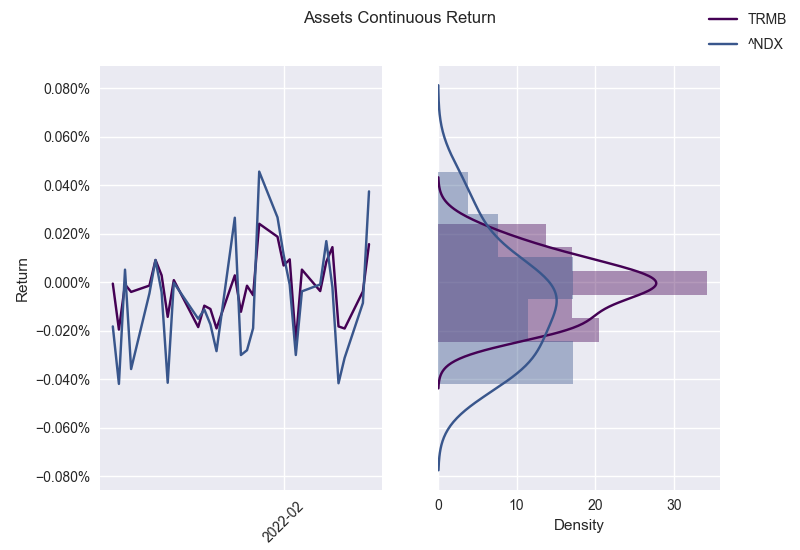 Assets Continuous Return
TRMB
^NDX
Return
0.080%
0.060%
0.040%
0.020%
0.000%
−0.020%
−0.040%
−0.060%
−0.080%
2022-02
0 10 20 30
Density